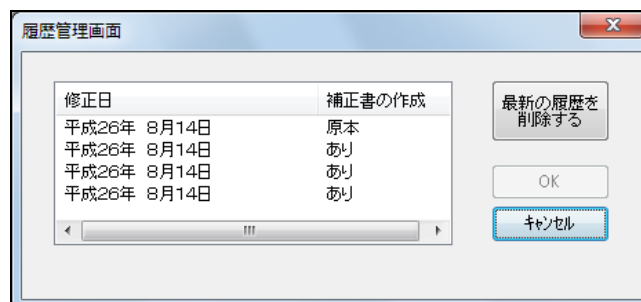 履歴管理画面
修正日 補正書の作成
平成26年 8月14日 原本
平成26年 8月14日 あり
平成26年 8月14日 あり
平成26年 8月14日 あり
最新の履歴を
削除する
OK
キャンセル